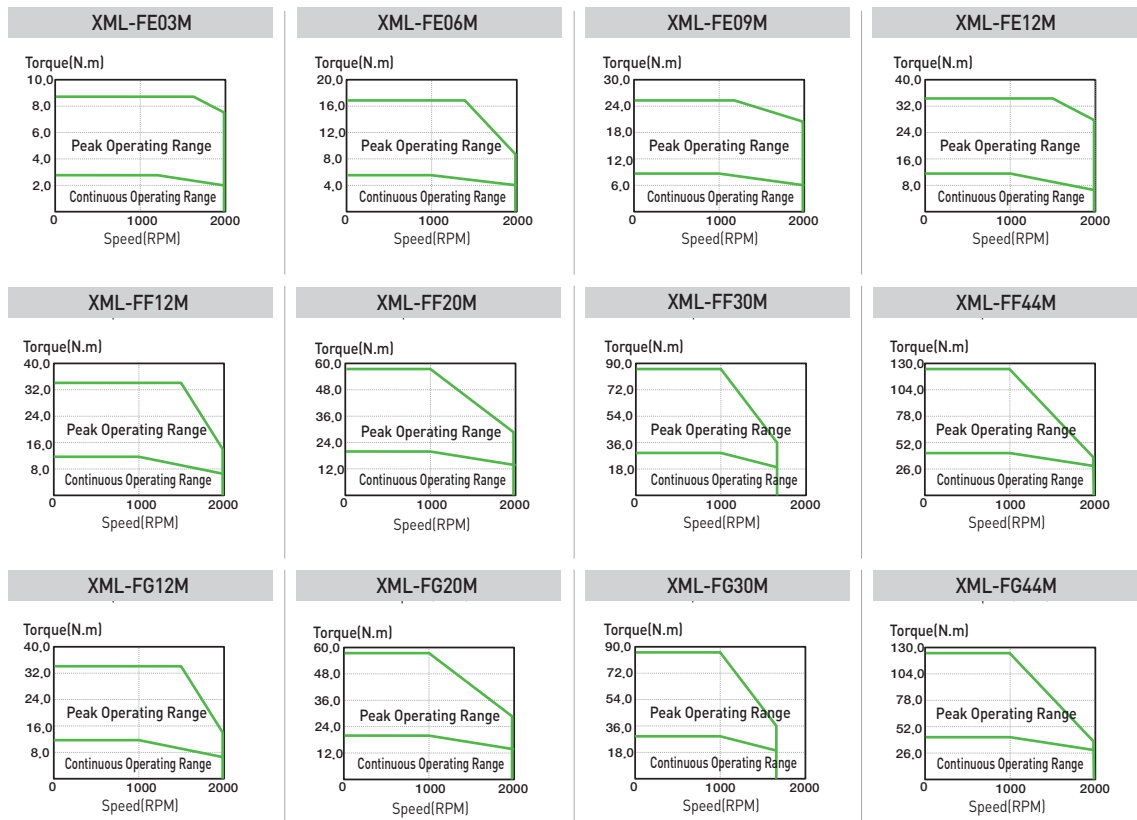 XML-FE03M
XML-FE06M
XML-FE09M
XML-FE12M
Torque(N.m)
10,0
8,0
6,0
4,0
2,0
Peak Operating Range
Continuous Operating Range
0
1000
2000
Speed(RPM)
Torque(N.m)
20,0
16,0
12,0
8,0
4,0
Peak Operating Range
Continuous Operating Range
0
1000
2000
Speed(RPM)
Torque(N.m)
30,0
24,0
18,0
12,0
6,0
Peak Operating Range
Continuous Operating Range
0
1000
2000
Speed(RPM)
Torque(N.m)
40,0
32,0
24,0
16,0
8,0
Peak Operating Range
Continuous Operating Range
0
1000
2000
Speed(RPM)
XML-FF12M
XML-FF20M
XML-FF30M
XML-FF44M
Torque(N.m)
40,0
32,0
24,0
16,0
8,0
Peak Operating Range
Continuous Operating Range
0
1000
2000
Speed(RPM)
Torque(N.m)
60,0
48,0
36,0
24,0
12,0
Peak Operating Range
Continuous Operating Range
0
1000
2000
Speed(RPM)
Torque(N.m)
90,0
72,0
54,0
36,0
18,0
Peak Operating Range
Continuous Operating Range
0
1000
2000
Speed(RPM)
Torque(N.m)
130,0
104,0
78,0
52,0
26,0
Peak Operating Range
Continuous Operating Range
0
1000
2000
Speed(RPM)
XML-FG12M
XML-FG20M
XML-FG30M
XML-FG44M
Torque(N.m)
40,0
32,0
24,0
16,0
8,0
Peak Operating Range
Continuous Operating Range
0
1000
2000
Speed(RPM)
Torque(N.m)
60,0
48,0
36,0
24,0
12,0
Peak Operating Range
Continuous Operating Range
0
1000
2000
Speed(RPM)
Torque(N.m)
90,0
72,0
54,0
36,0
18,0
Peak Operating Range
Continuous Operating Range
0
1000
2000
Speed(RPM)
Torque(N.m)
130,0
104,0
78,0
52,0
26,0
Peak Operating Range
Continuous Operating Range
0
1000
2000
Speed(RPM)